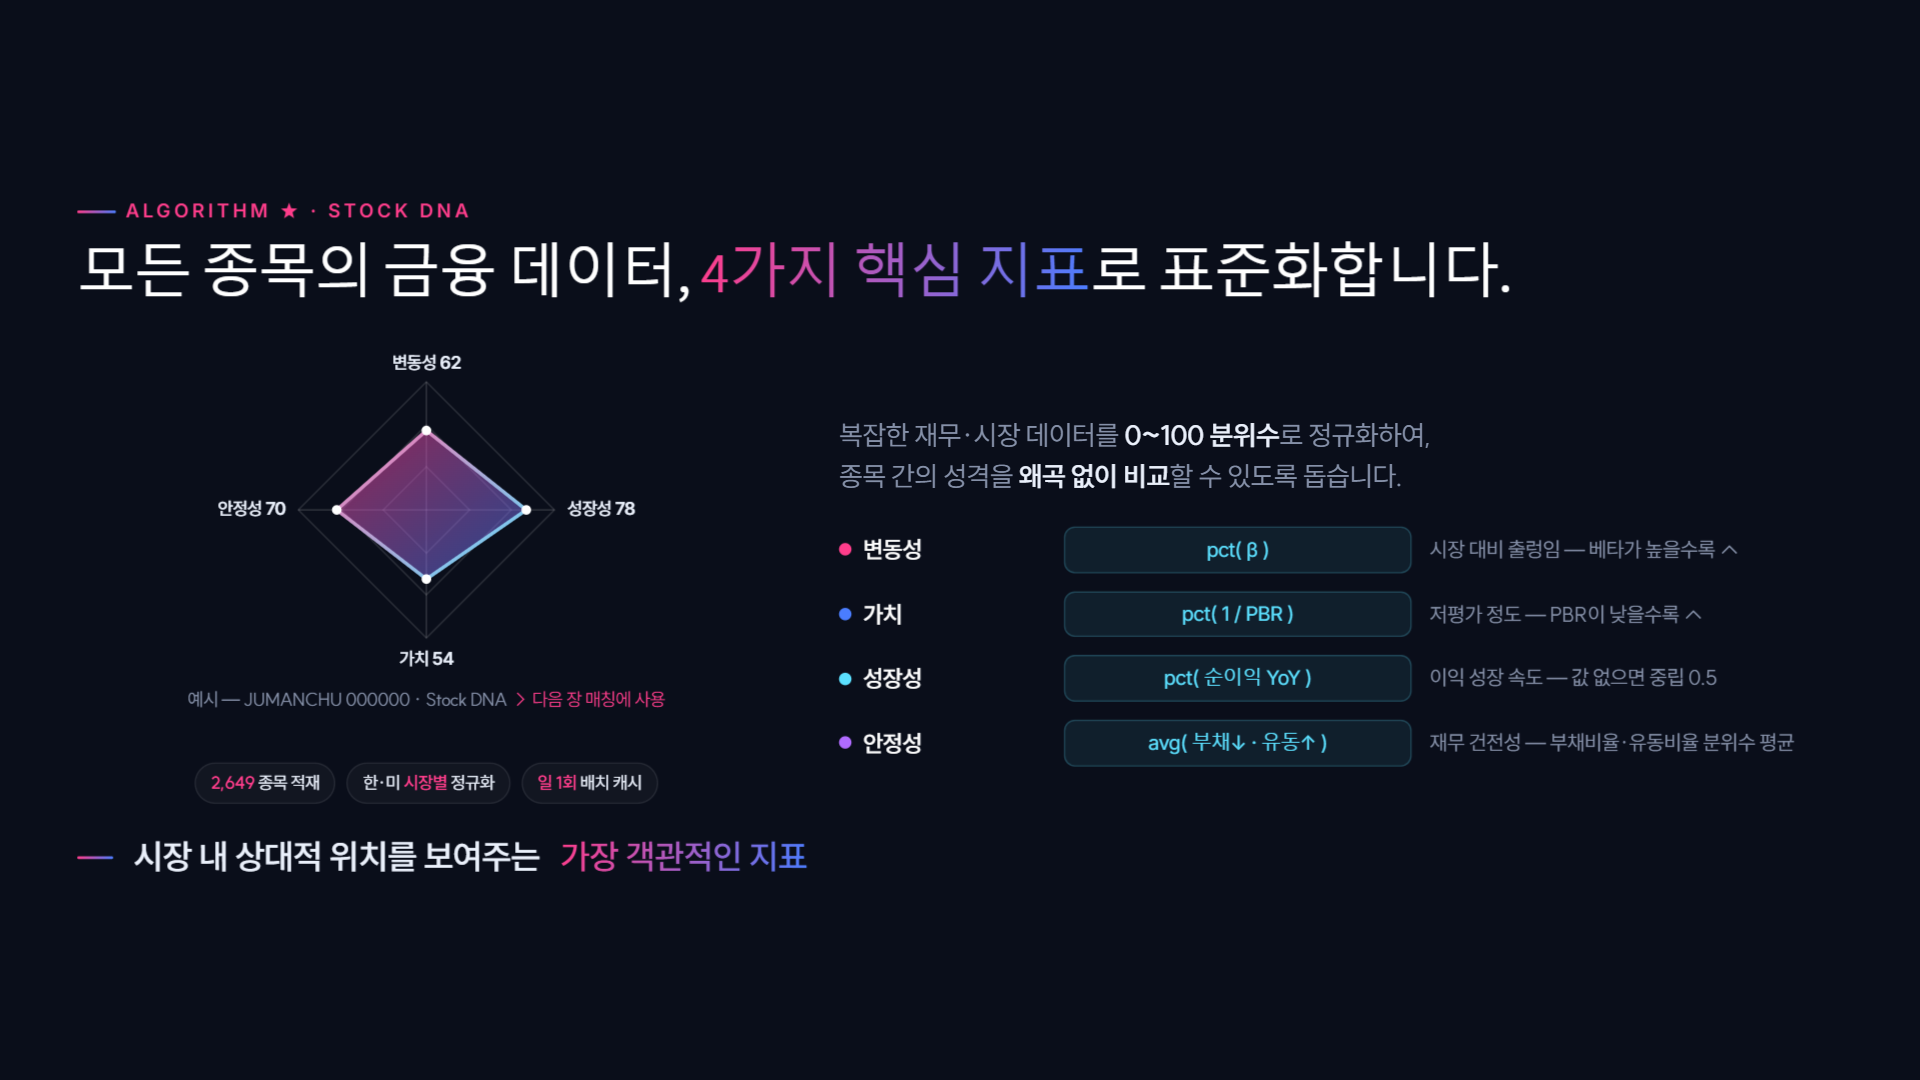 ALGORITHM ★ · STOCK DNA
모든 종목의 금융 데이터, 4가지 핵심 지표로 표준화합니다.
변동성 62
안정성 70
성장성 78
가치 54
예시 — JUMANCHU 000000 · Stock DNA > 다음 장 매칭에 사용
2,649 종목 적재
한·미 시장별 정규화
일 1회 배치 캐시
복잡한 재무·시장 데이터를 0~100 분위수로 정규화하여,
종목 간의 성격을 왜곡 없이 비교할 수 있도록 돕습니다.
변동성 pct( β ) 시장 대비 출렁임 — 베타가 높을수록 ^
가치 pct( 1 / PBR ) 저평가 정도 — PBR이 낮을수록 ^
성장성 pct( 순이익 YoY ) 이익 성장 속도 — 값 없으면 중립 0.5
안정성 avg( 부채↓ · 유동↑ ) 재무 건전성 — 부채비율·유동비율 분위수 평균
시장 내 상대적 위치를 보여주는 가장 객관적인 지표